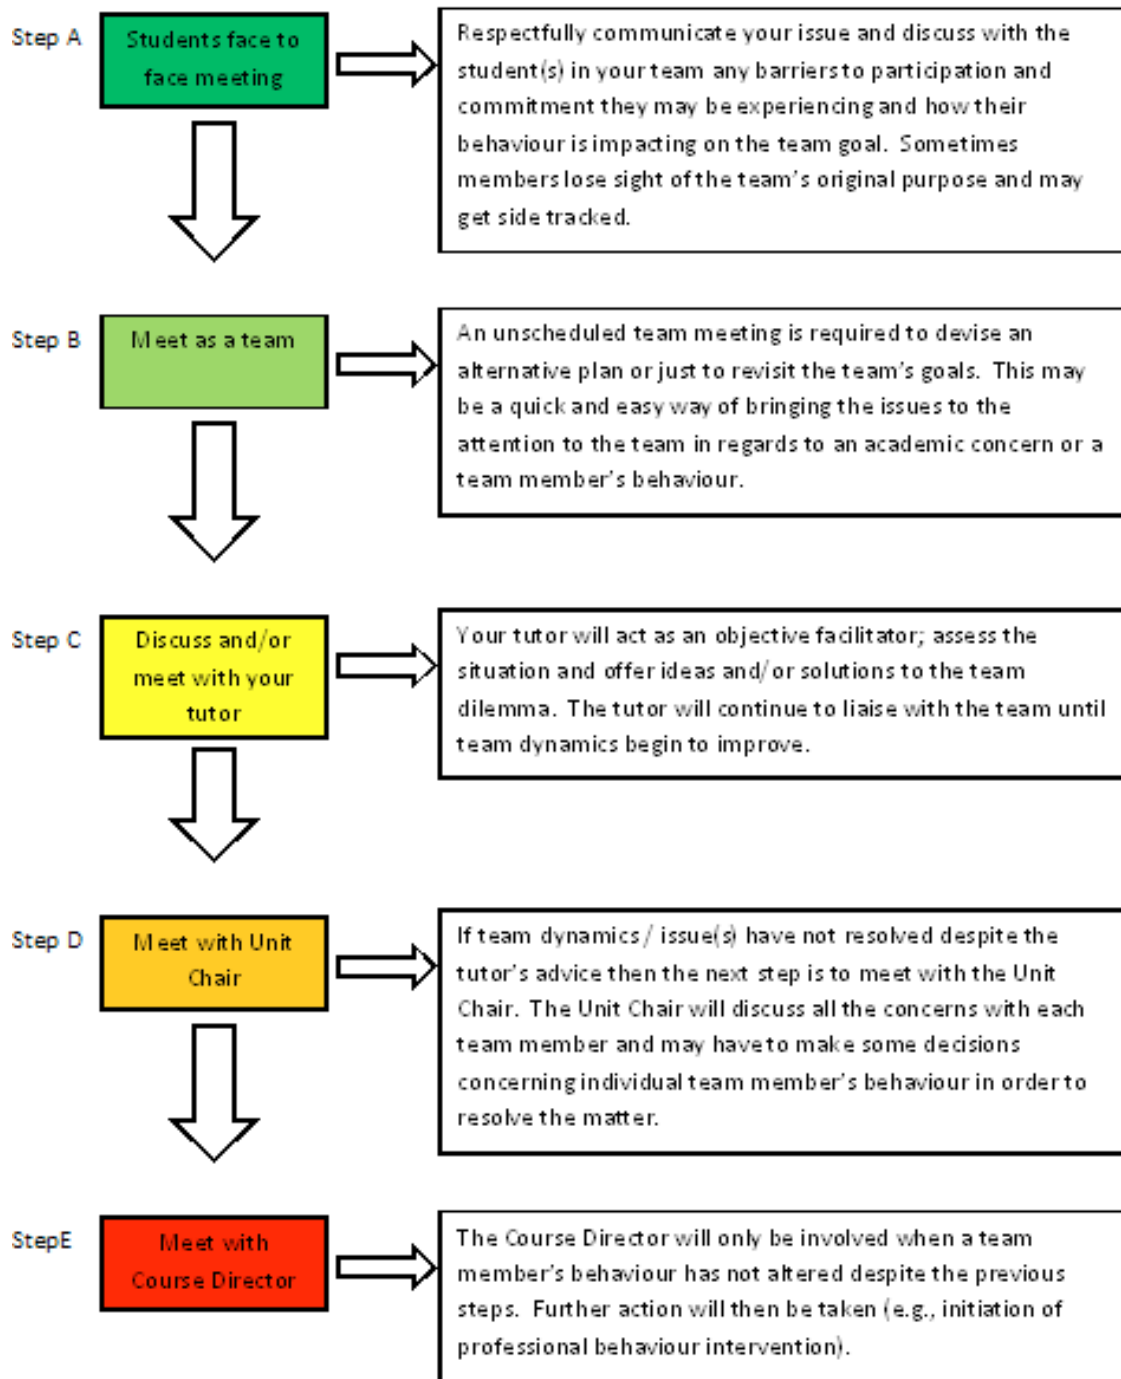 Step A
Students face to
face meeting
Respectfully communicate your issue and discuss with the
student(s) in your team any barriers to participation and
commitment they may be experiencing and how their
behaviour is impacting on the team goal.  Sometimes
members lose sight of the team's original purpose and may
get side tracked.
Step B
Meet as a team
An unscheduled team meeting is required to devise an
alternative plan or just to revisit the team's goals.  This may
be a quick and easy way of bringing the issues to the
attention to the team in regards to an academic concern or a
team member's behaviour.
Step C
Discuss and/or
meet with your
tutor
Your tutor will act as an objective facilitator; assess the
situation and offer ideas and/or solutions to the team
dilemma.  The tutor will continue to liaise with the team until
team dynamics begin to improve.
Step D
Meet with Unit
Chair
If team dynamics / issue(s) have not resolved despite the
tutor's advice then the next step is to meet with the Unit
Chair.  The Unit Chair will discuss all the concerns with each
team member and may have to make some decisions
concerning individual team member's behaviour in order to
resolve the matter.
StepE
Meet with
Course Director
The Course Director will only be involved when a team
member's behaviour has not altered despite the previous
steps.  Further action will then be taken (e.g., initiation of
professional behaviour intervention).